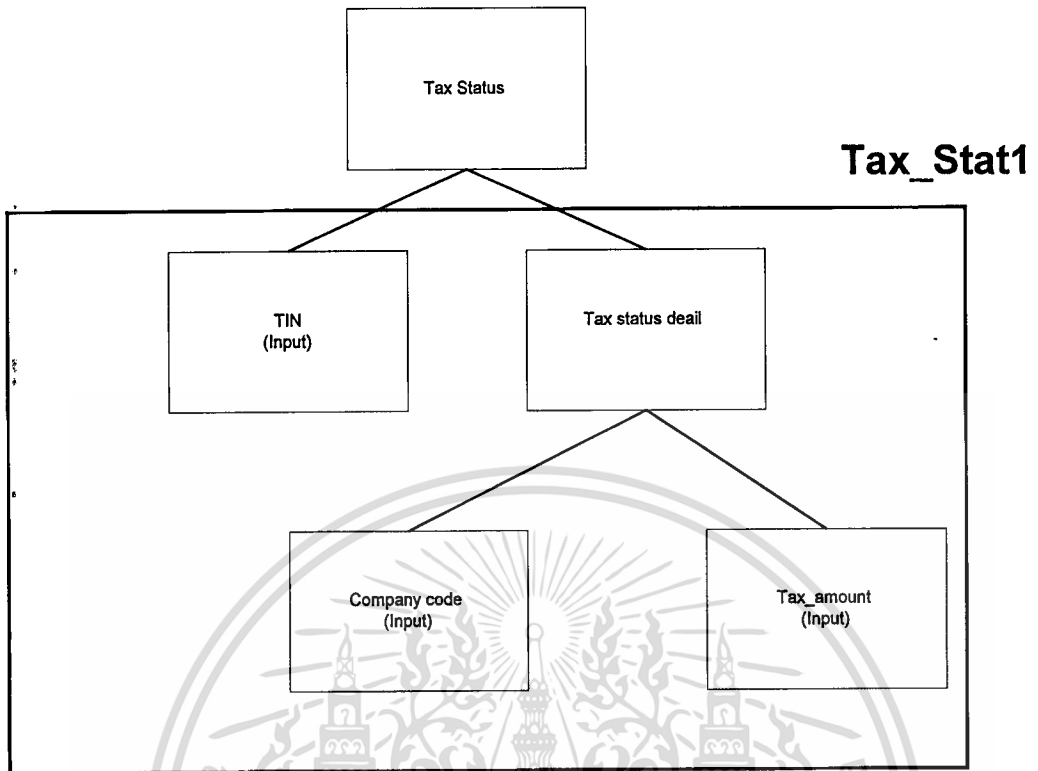 Tax Status
Tax_Stat1
TIN
(Input)
Tax status deail
Company code
(Input)
Tax_amount
(Input)